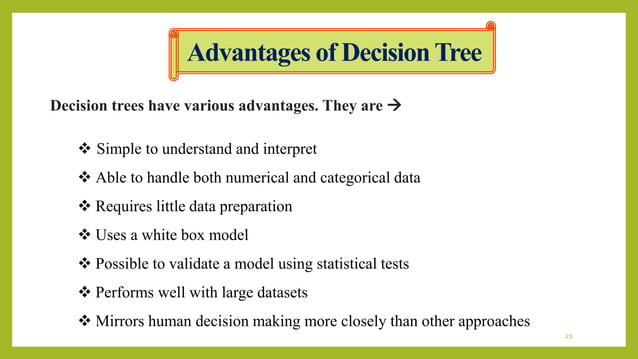 Advantages of Decision Tree
Decision trees have various advantages. They are →
❖ Simple to understand and interpret
❖ Able to handle both numerical and categorical data
❖ Requires little data preparation
❖ Uses a white box model
❖ Possible to validate a model using statistical tests
❖ Performs well with large datasets
❖ Mirrors human decision making more closely than other approaches
21